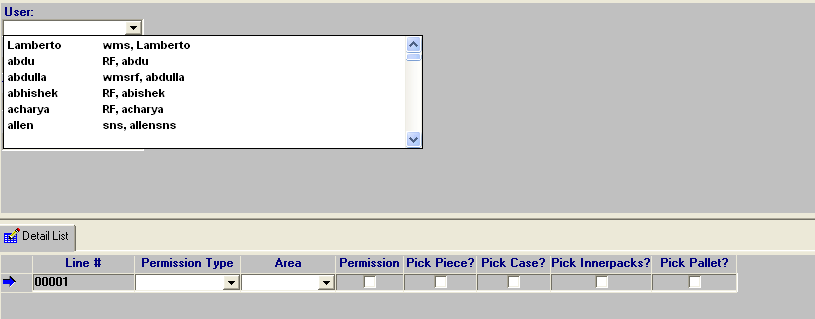 User:
Lamberto wms, Lamberto
abdu RF, abdu
abdulla wmsrf, abdulla
abhishek RF, abishek
acharya RF, acharya
allen sns, allensns
Detail List
Line # Permission Type Area Permission Pick Piece? Pick Case? Pick Innerpacks? Pick Pallet?
00001